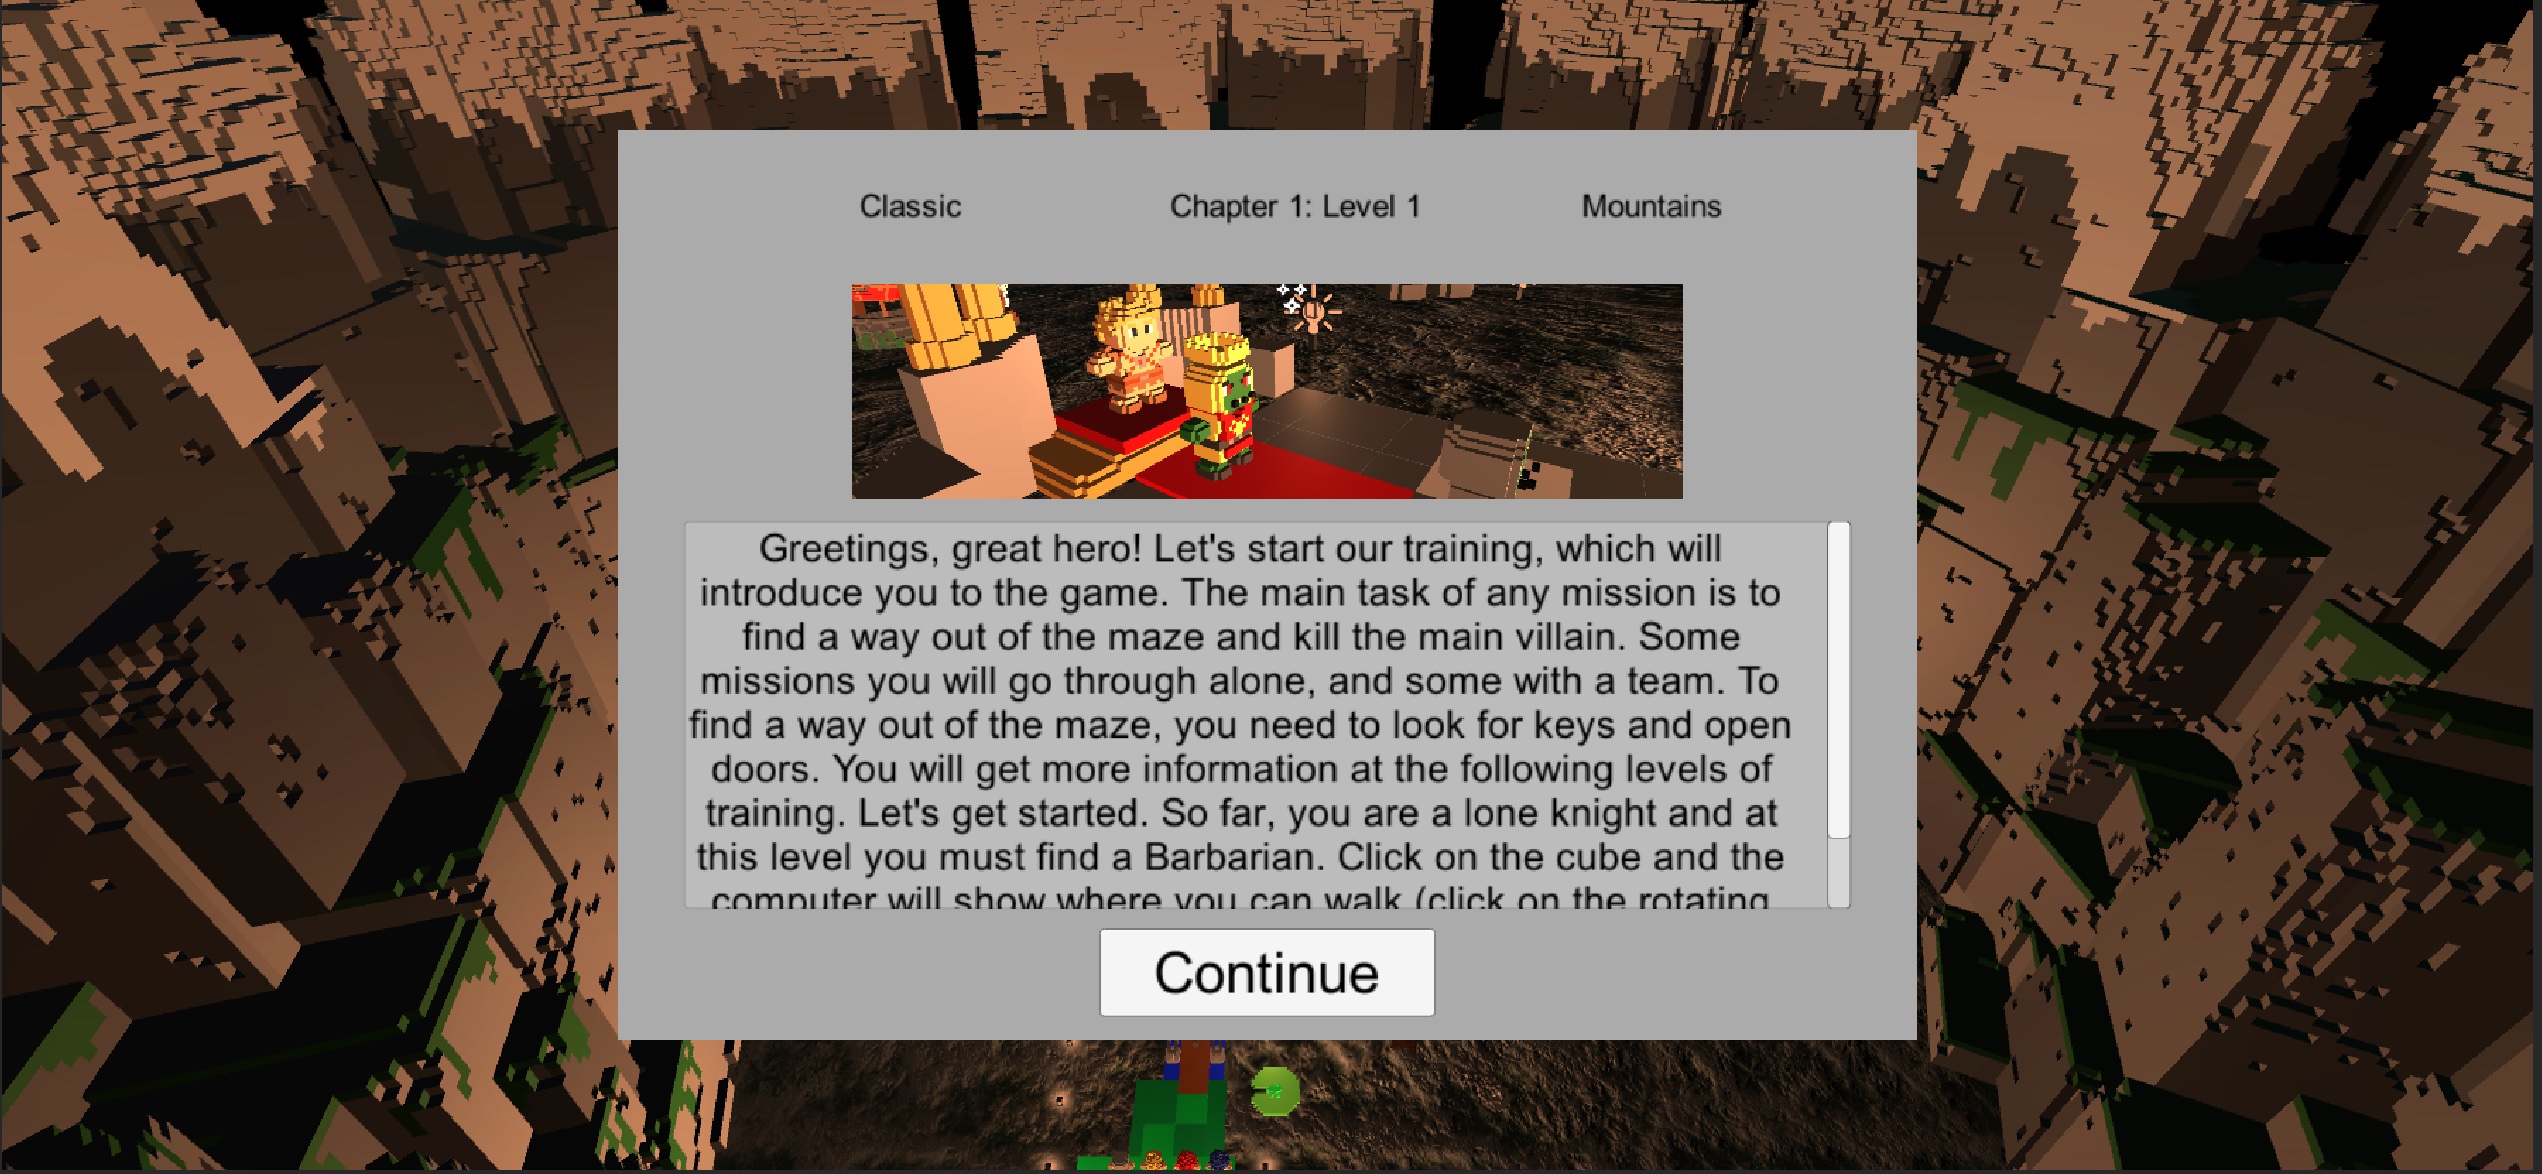 Classic
Chapter 1: Level 1
Mountains
Greetings, great hero! Let's start our training, which will
introduce you to the game. The main task of any mission is to
find a way out of the maze and kill the main villain. Some
missions you will go through alone, and some with a team. To
find a way out of the maze, you need to look for keys and open
doors. You will get more information at the following levels of
training. Let's get started. So far, you are a lone knight and at
this level you must find a Barbarian. Click on the cube and the
computer will show where you can walk (click on the rotating
Continue